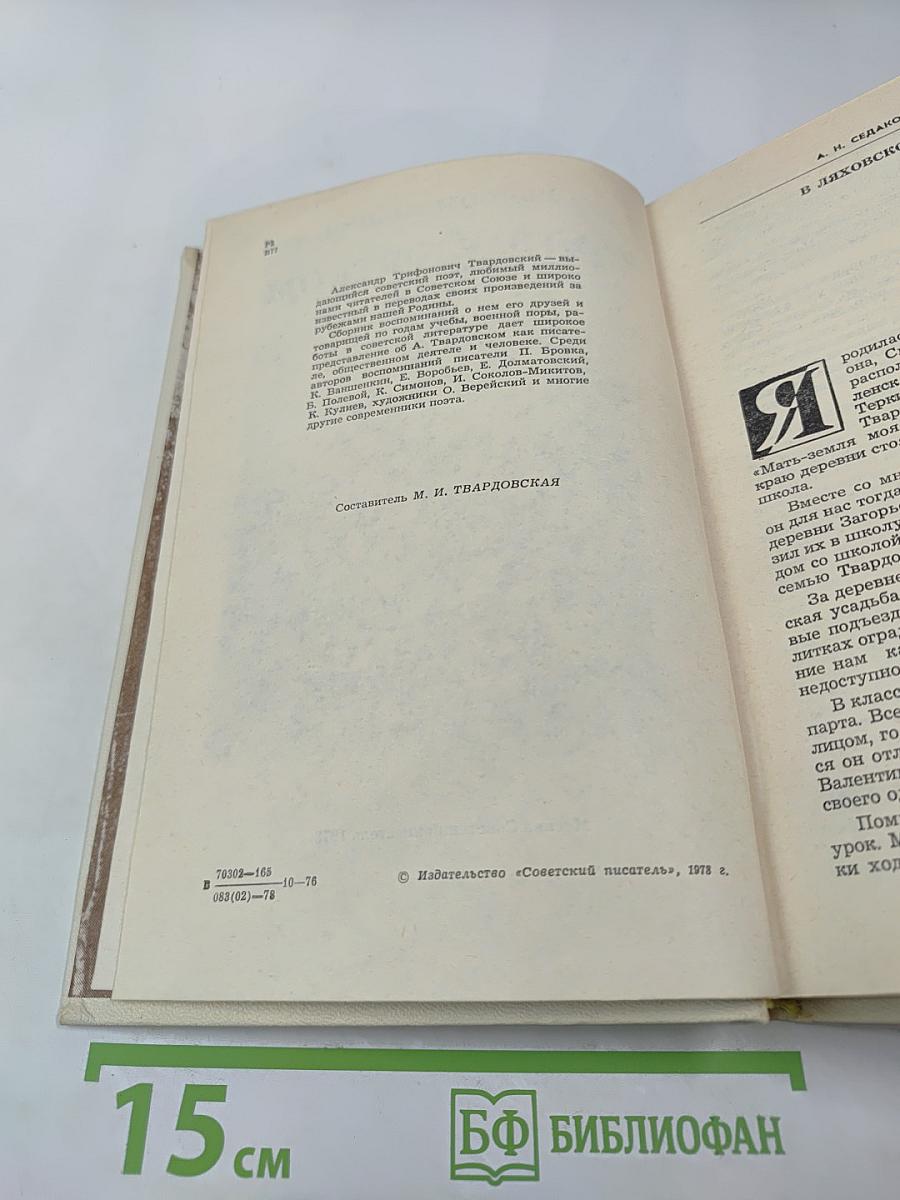 Р2
В77
Александр Трифонович Твардовский — вы-
дающийся советский поэт, любимый миллио-
нами читателей в Советском Союзе и широко
известный в переводах своих произведений за
рубежами нашей Родины.
Сборник воспоминаний о нем его друзей и
товарищей по годам учебы, военной поры, ра-
боты в советской литературе дает широкое
представление об А. Твардовском как писате-
ле, общественном деятеле и человеке. Среди
авторов воспоминаний писатели П. Бровка,
К. Ваншенкин, Е. Воробьев, Е. Долматовский,
Б. Полевой, К. Симонов, И. Соколов-Микитов,
К. Кулиев, художники О. Верейский и многие
другие современники поэта.
Составитель М. И. ТВАРДОВСКАЯ
В 70302—165
083(02)—78 10—76
© Издательство «Советский писатель», 1978 г.
А. И. СЕДАКО
В ЛЯХОВСКО
Я родилас
она, С
распол
ленск
Терки
Твар
«Мать-земля моя
краю деревни сто
школа.
Вместе со мн
он для нас тогда
деревни Загорь
зил их в школу
дом со школой
семью Твардо
За деревне
ская усадьба
вые подъезд
литках оград
ние нам ка
недоступно
В класс
парта. Все
лицом, го
ся он отл
Валенти
своего о
Пом
урок. М
ки ход
15 см
БФ БИБЛИОФАН